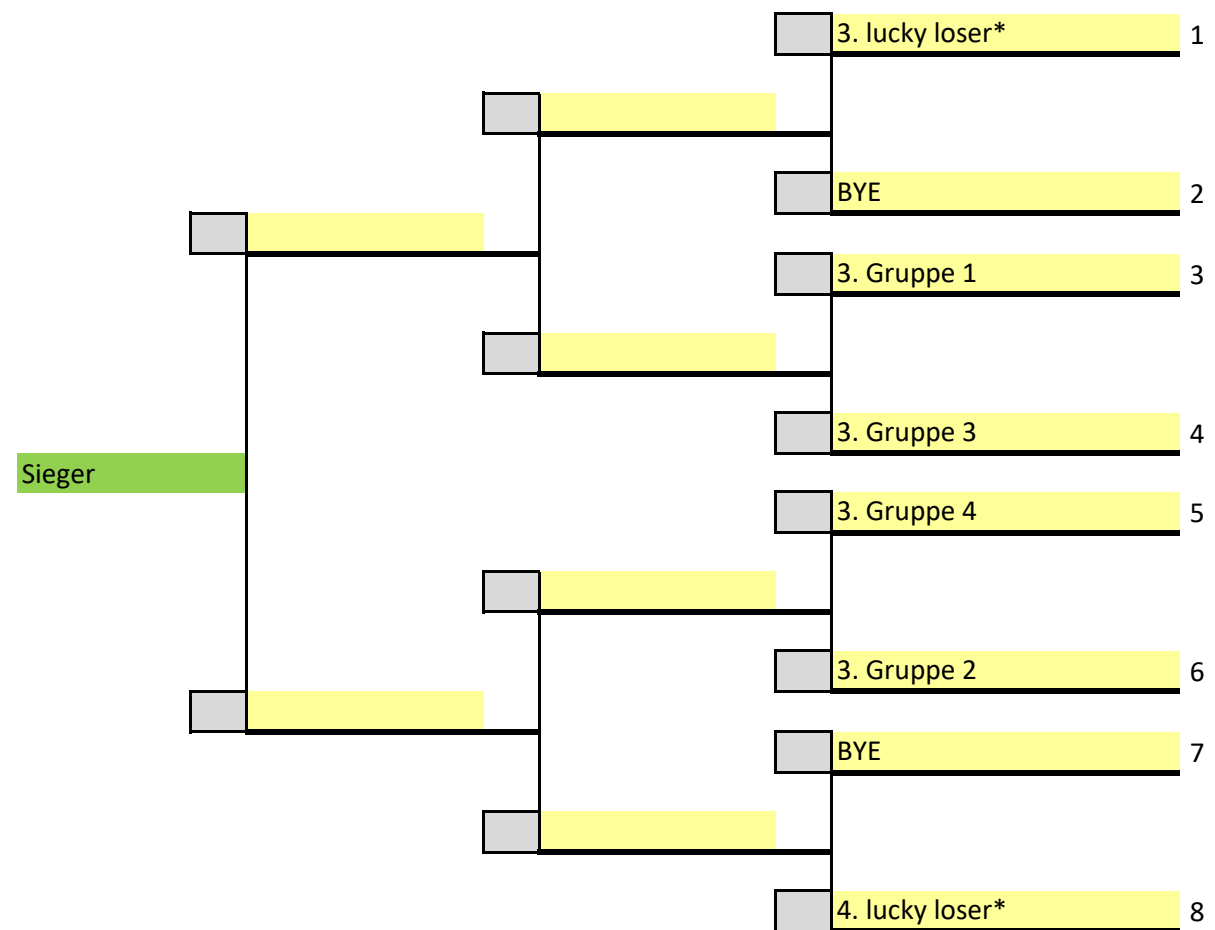 3. lucky loser* 1
BYE 2
3. Gruppe 1 3
3. Gruppe 3 4
Sieger
3. Gruppe 4 5
3. Gruppe 2 6
BYE 7
4. lucky loser* 8